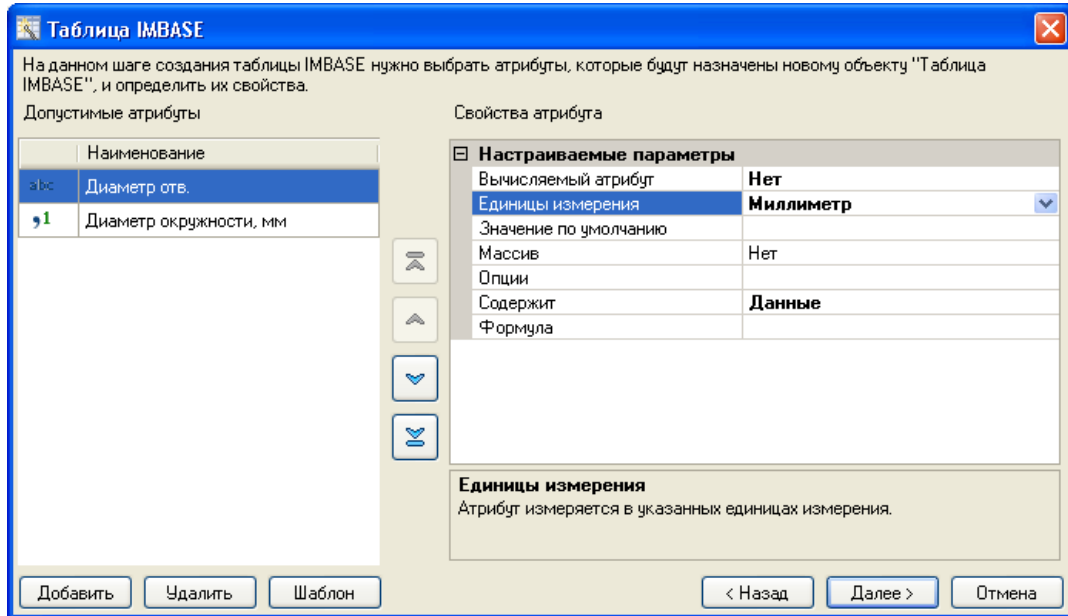 Таблица IMBASE
На данном шаге создания таблицы IMBASE нужно выбрать атрибуты, которые будут назначены новому объекту "Таблица
IMBASE", и определить их свойства.
Допустимые атрибуты
Свойства атрибута
Наименование
abc Диаметр отв.
,1 Диаметр окружности, мм
Настраиваемые параметры
Вычисляемый атрибут Нет
Единицы измерения Миллиметр
Значение по умолчанию
Массив Нет
Опции
Содержит Данные
Формула
Единицы измерения
Атрибут измеряется в указанных единицах измерения.
Добавить Удалить Шаблон < Назад Далее > Отмена